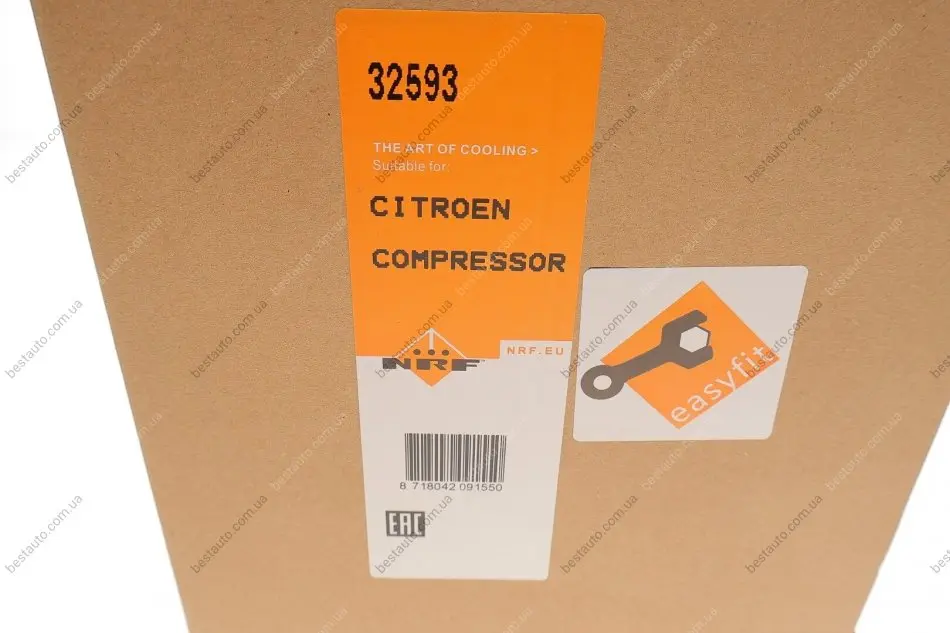 32593
THE ART OF COOLING >
Suitable for:
CITROEN
COMPRESSOR
NRF.EU
NRF™
easyfit
8 718042 091550
EAC
bestauto.com.ua